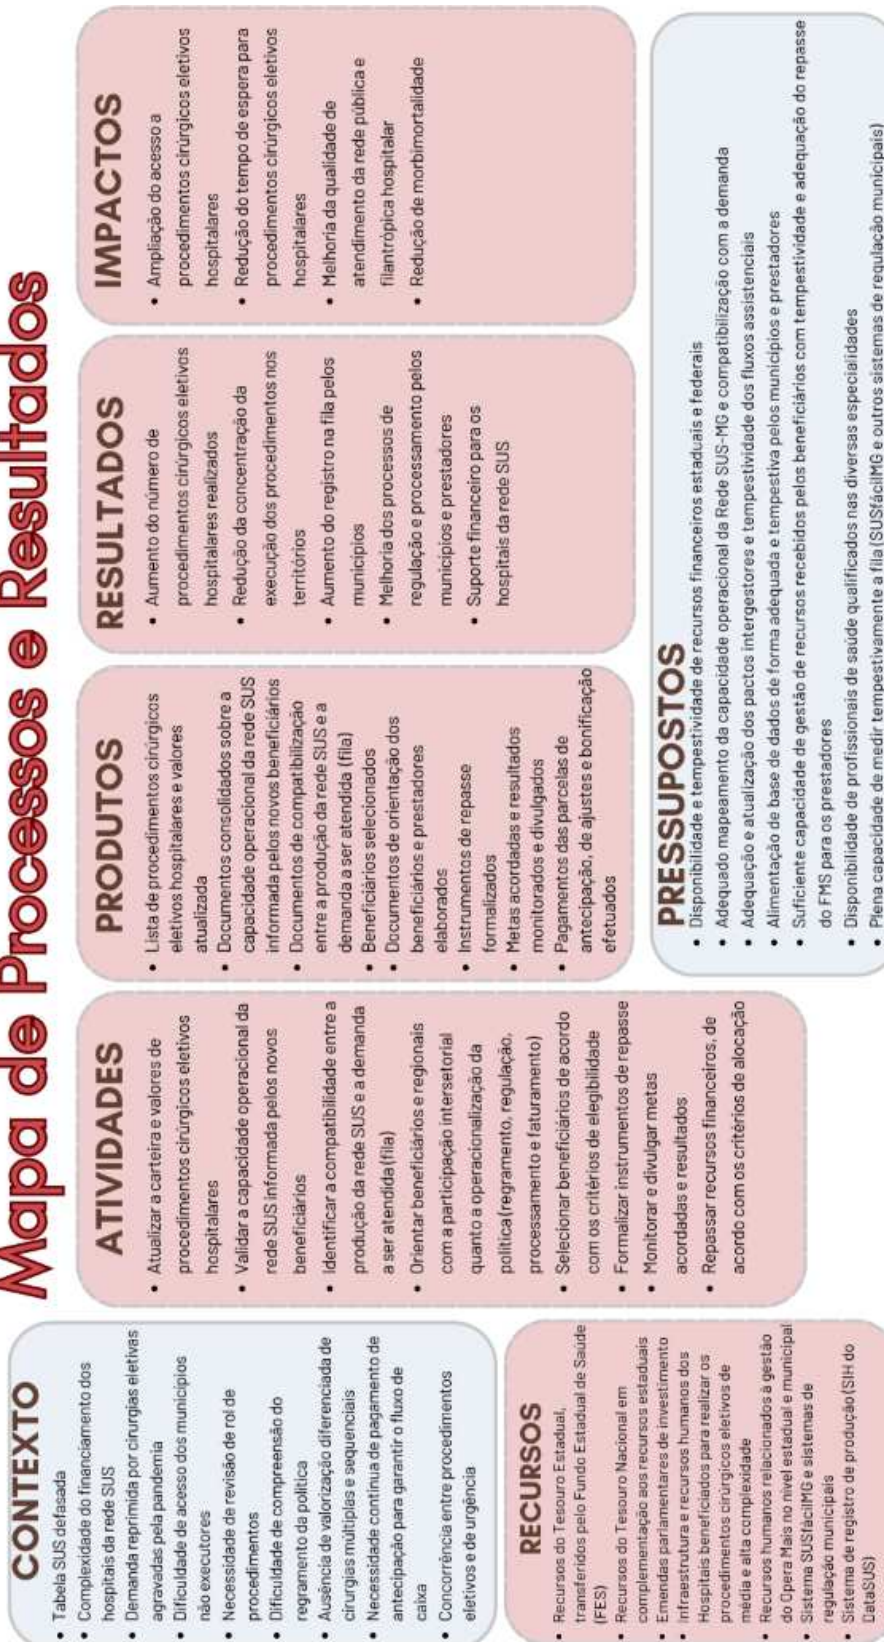 Mapa de Processos e Resultados
CONTEXTO
• Tabela SUS defasada
• Complexidade do financiamento dos
hospitais da rede SUS
• Demanda reprimida por cirurgias eletivas
agravadas pela pandemia
• Dificuldade de acesso dos municípios
não executores
• Necessidade de revisão de rol de
procedimentos
• Dificuldade de compreensão do
regramento da política
• Ausência de valorização diferenciada de
cirurgias múltiplas e sequenciais
• Necessidade contínua de pagamento de
antecipação para garantir o fluxo de
caixa
• Concorrência entre procedimentos
eletivos e de urgência
RECURSOS
• Recursos do Tesouro Estadual,
transferidos pelo Fundo Estadual de Saúde
(FES)
• Recursos do Tesouro Nacional em
complementação aos recursos estaduais
• Emendas parlamentares de investimento
• Infraestrutura e recursos humanos dos
Hospitais beneficiados para realizar os
procedimentos cirúrgicos eletivos de
média e alta complexidade
• Recursos humanos relacionados à gestão
do Opera Mais no nível estadual e municipal
• Sistema SUSfácilMG e sistemas de
regulação municipais
• Sistema de registro de produção (SIH do
DataSUS)
ATIVIDADES
• Atualizar a carteira e valores de
procedimentos cirúrgicos eletivos
hospitalares
• Validar a capacidade operacional da
rede SUS informada pelos novos
beneficiários
• Identificar a compatibilidade entre a
produção da rede SUS e a demanda
a ser atendida (fila)
• Orientar beneficiários e regionais
com a participação intersetorial
quanto a operacionalização da
política (regramento, regulação,
processamento e faturamento)
• Selecionar beneficiários de acordo
com os critérios de elegibilidade
• Formalizar instrumentos de repasse
• Monitorar e divulgar metas
acordadas e resultados
• Repassar recursos financeiros, de
acordo com os critérios de alocação
PRODUTOS
• Lista de procedimentos cirúrgicos
eletivos hospitalares e valores
atualizada
• Documentos consolidados sobre a
capacidade operacional da rede SUS
informada pelos novos beneficiários
• Documentos de compatibilização
entre a produção da rede SUS e a
demanda a ser atendida (fila)
• Beneficiários selecionados
• Documentos de orientação dos
beneficiários e prestadores
elaborados
• Instrumentos de repasse
formalizados
• Metas acordadas e resultados
monitorados e divulgados
• Pagamentos das parcelas de
antecipação, de ajustes e bonificação
efetuados
RESULTADOS
• Aumento do número de
procedimentos cirúrgicos eletivos
hospitalares realizados
• Redução da concentração da
execução dos procedimentos nos
territórios
• Aumento do registro na fila pelos
municípios
• Melhoria dos processos de
regulação e processamento pelos
municípios e prestadores
• Suporte financeiro para os
hospitais da rede SUS
IMPACTOS
• Ampliação do acesso a
procedimentos cirúrgicos eletivos
hospitalares
• Redução do tempo de espera para
procedimentos cirúrgicos eletivos
hospitalares
• Melhoria da qualidade de
atendimento da rede pública e
filantrópica hospitalar
• Redução de morbimortalidade
PRESSUPOSTOS
• Disponibilidade e tempestividade de recursos financeiros estaduais e federais
• Adequado mapeamento da capacidade operacional da Rede SUS-MG e compatibilização com a demanda
• Adequação e atualização dos pactos intergestores e tempestividade dos fluxos assistenciais
• Alimentação de base de dados de forma adequada e tempestiva pelos municípios e prestadores
• Suficiente capacidade de gestão de recursos recebidos pelos beneficiários com tempestividade e adequação do repasse
do FMS para os prestadores
• Disponibilidade de profissionais de saúde qualificados nas diversas especialidades
• Plena capacidade de medir tempestivamente a fila (SUSfácilMG e outros sistemas de regulação municipais)